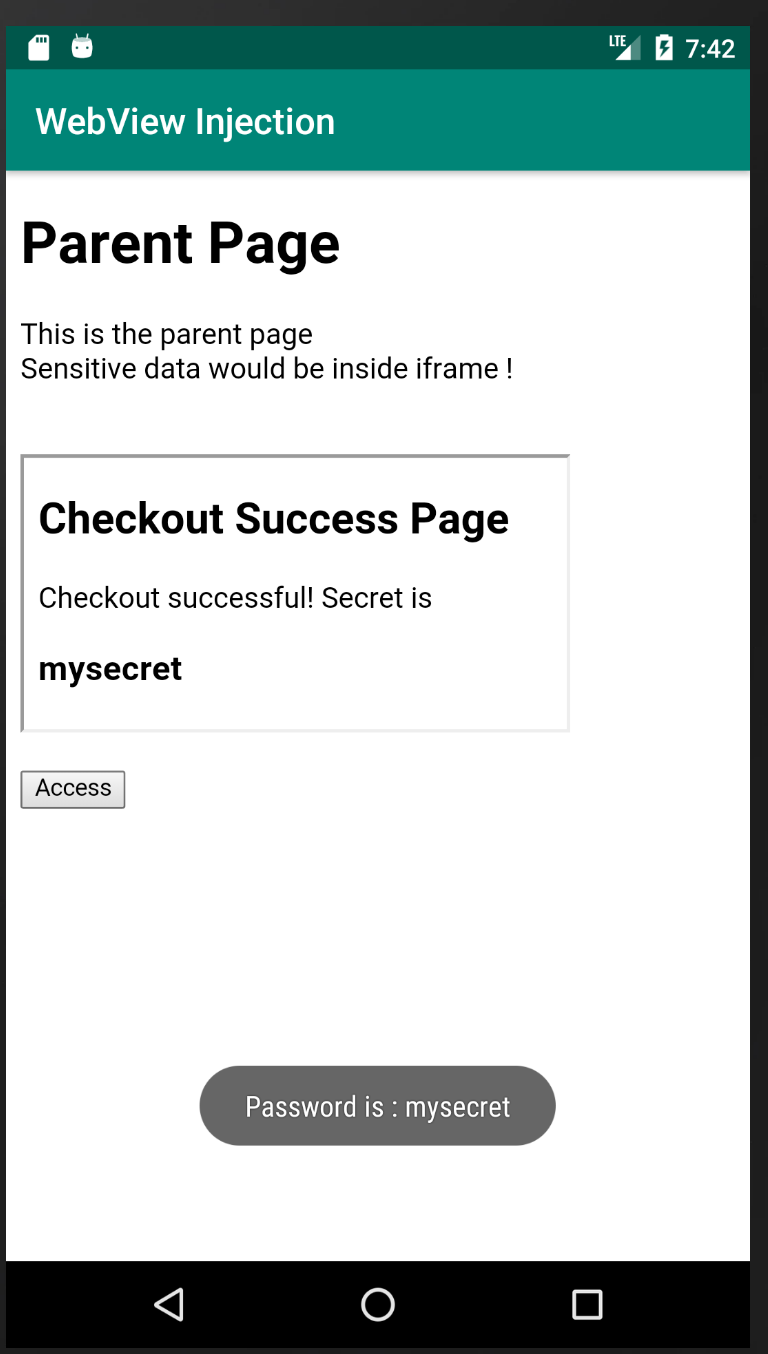 LTE 7:42
WebView Injection
Parent Page
This is the parent page
Sensitive data would be inside iframe !
Checkout Success Page
Checkout successful! Secret is
mysecret
Access
Password is : mysecret